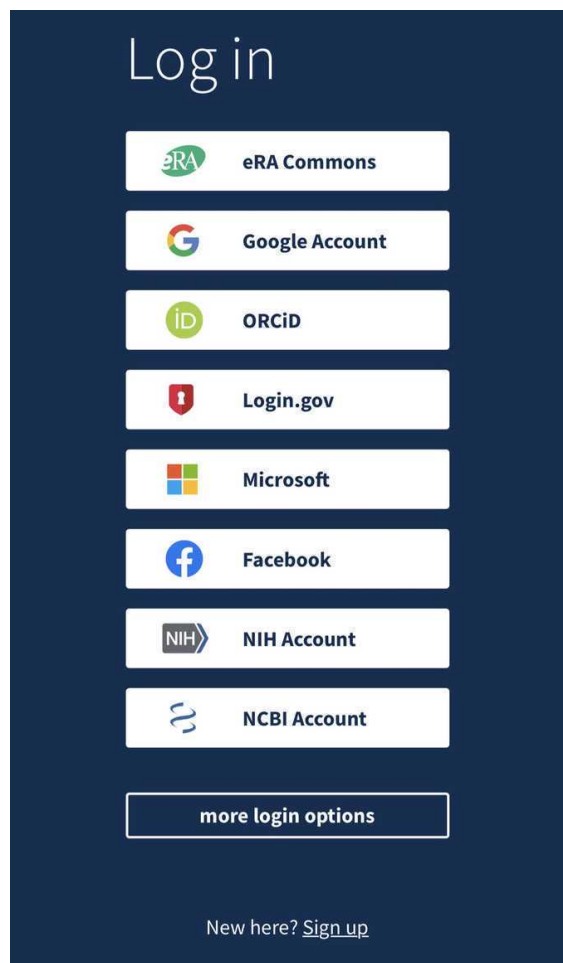 Log in
eRA eRA Commons
Google Account
iD ORCiD
Login.gov
Microsoft
Facebook
NIH NIH Account
NCBI Account
more login options
New here? Sign up